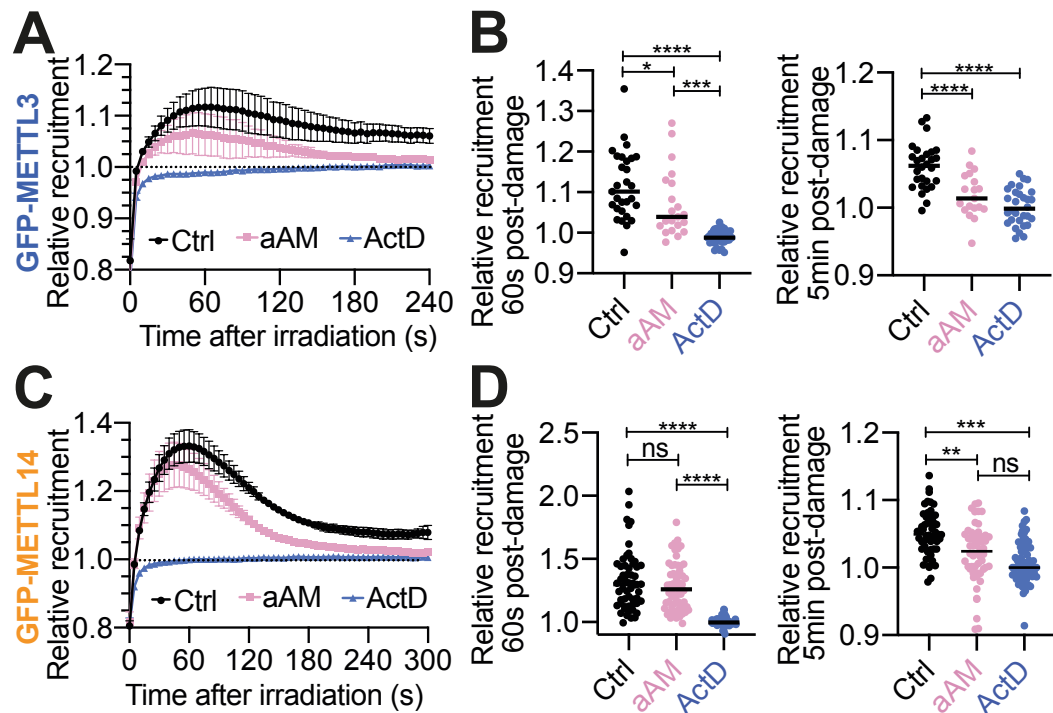 A
GFP-METTL3
Relative recruitment
1.2
1.1
1.0
0.9
0.8
Ctrl
aAM
ActD
0
60
120
180
240
Time after irradiation (s)
B
Relative recruitment
60s post-damage
1.4
1.3
1.2
1.1
1.0
0.9
****
*
***
Ctrl
aAM
ActD
Relative recruitment
5min post-damage
1.2
1.1
1.0
0.9
****
****
Ctrl
aAM
ActD
C
GFP-METTL14
Relative recruitment
1.4
1.2
1.0
0.8
Ctrl
aAM
ActD
0
60
120
180
240
300
Time after irradiation (s)
D
Relative recruitment
60s post-damage
2.5
2.0
1.5
1.0
****
ns
****
Ctrl
aAM
ActD
Relative recruitment
5min post-damage
1.2
1.1
1.0
0.9
***
**
ns
Ctrl
aAM
ActD